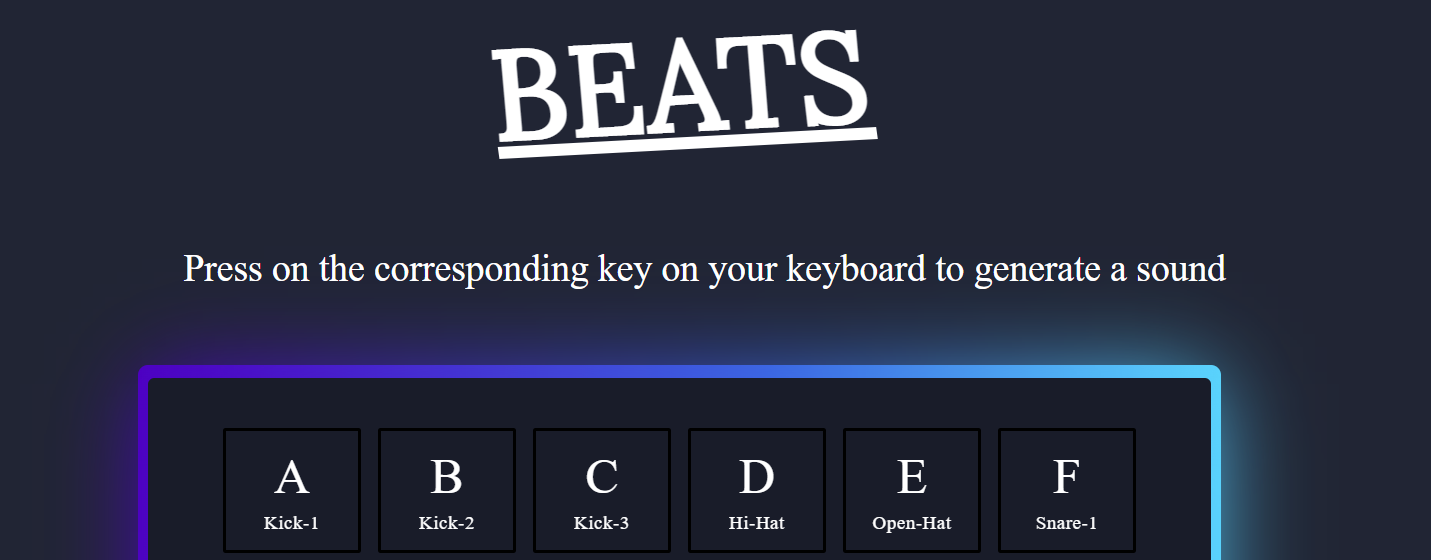 BEATS
Press on the corresponding key on your keyboard to generate a sound
A B C D E F
Kick-1 Kick-2 Kick-3 Hi-Hat Open-Hat Snare-1